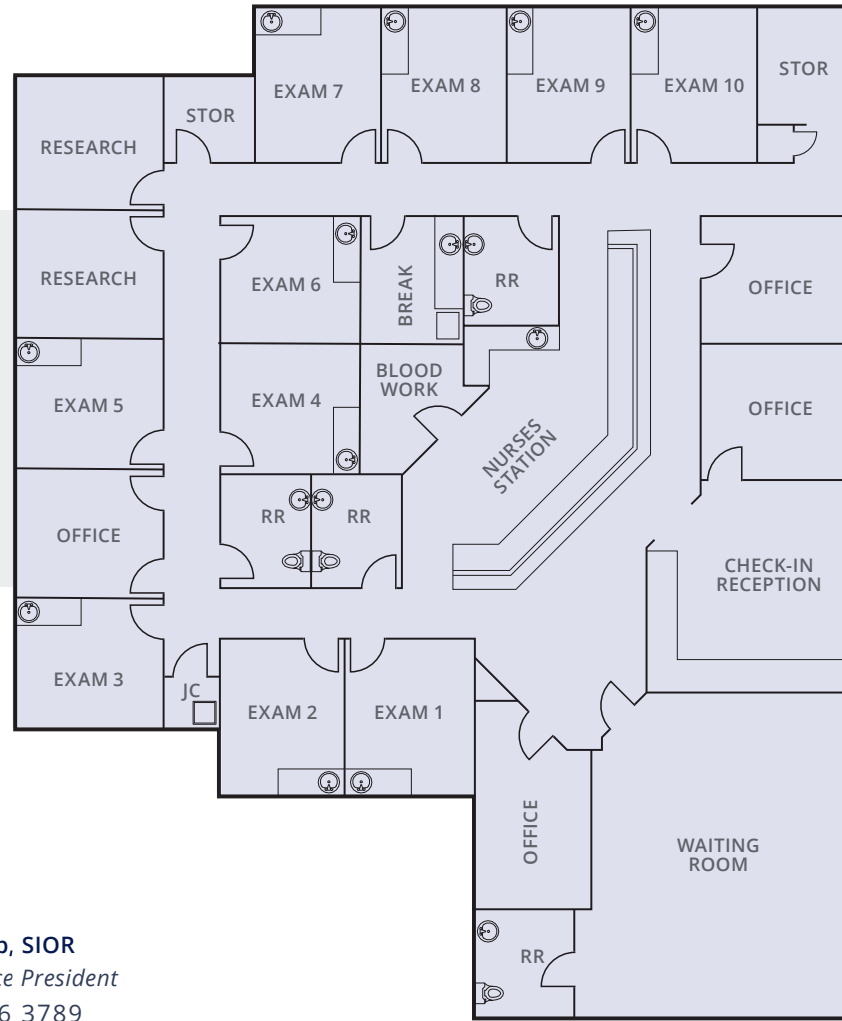 EXAM 7
EXAM 8
EXAM 9
EXAM 10
STOR
STOR
RESEARCH
RESEARCH
EXAM 6
BREAK
RR
OFFICE
BLOOD
WORK
EXAM 5
EXAM 4
OFFICE
NURSES
STATION
OFFICE
RR
RR
CHECK-IN
RECEPTION
EXAM 3
JC
EXAM 2
EXAM 1
OFFICE
WAITING
ROOM
RR
SIOR
President
3789